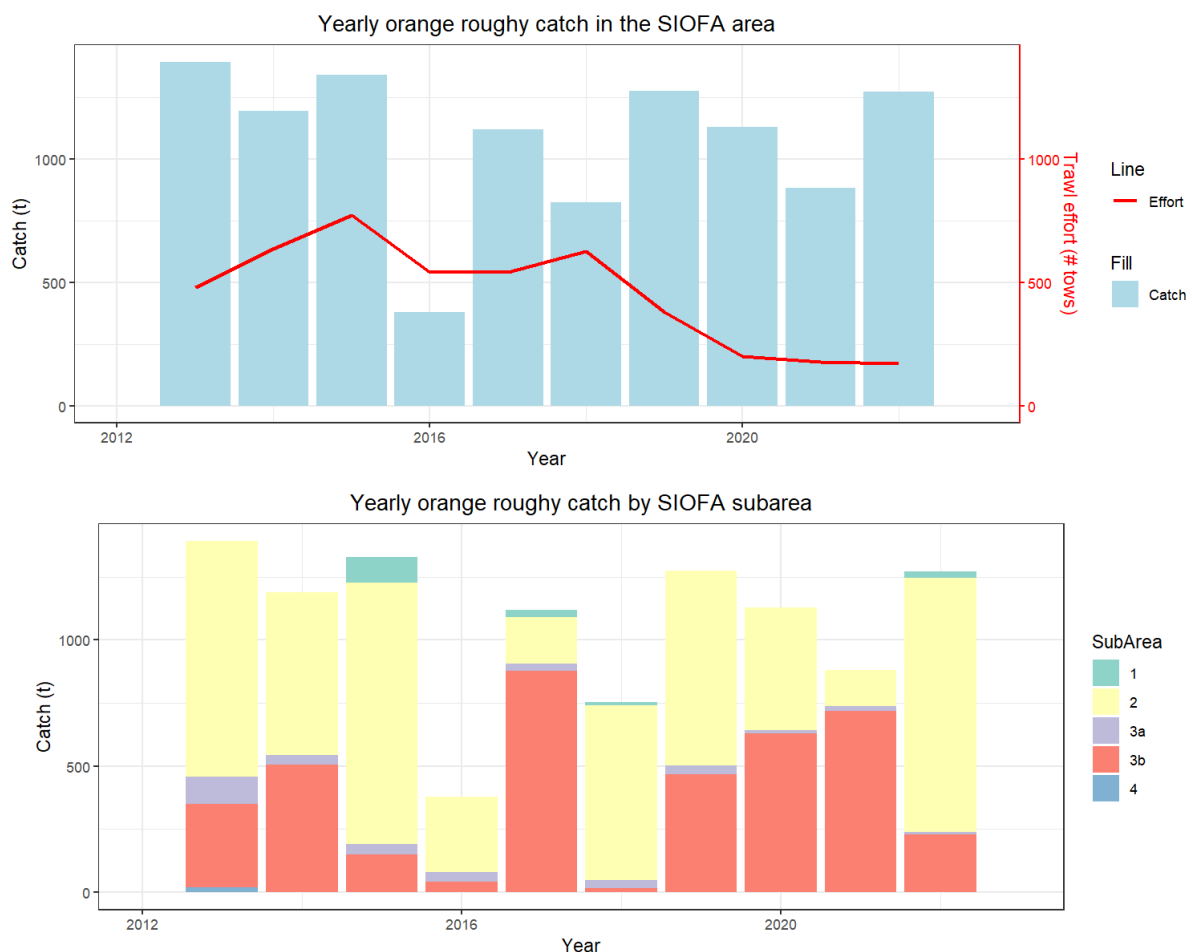 Yearly orange roughy catch in the SIOFA area
Catch (t)
1000
500
0
1000
500
0
Trawl effort (# tows)
2012
2016
2020
Year
Line
Effort
Fill
Catch
Yearly orange roughy catch by SIOFA subarea
Catch (t)
1000
500
0
2012
2016
2020
Year
SubArea
1
2
3a
3b
4